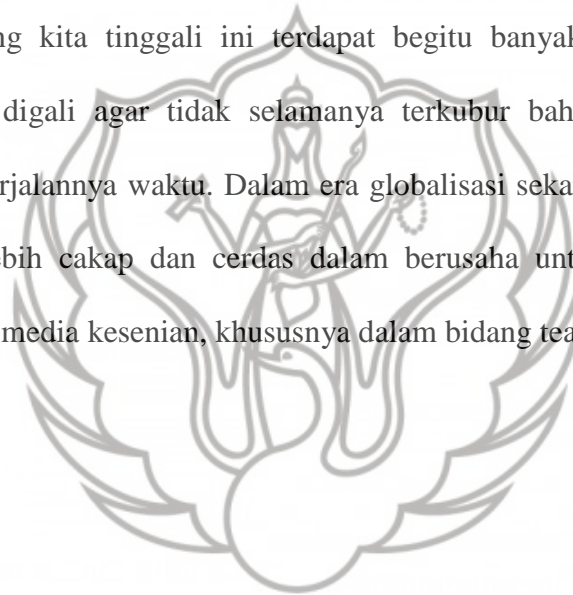 ng kita tinggali ini terdapat begitu banyak
digali agar tidak selamanya terkubur bah
rjalannya waktu. Dalam era globalisasi seka
bih cakap dan cerdas dalam berusaha unt
media kesenian, khususnya dalam bidang tea